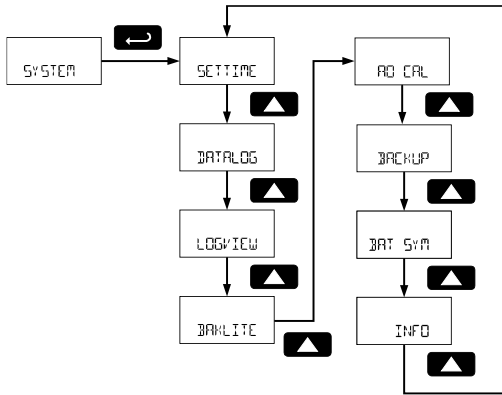 SYSTEM
SETTIME
DATALOG
LOGVIEW
BAKLITE
AO CAL
BACKUP
BAT SYM
INFO